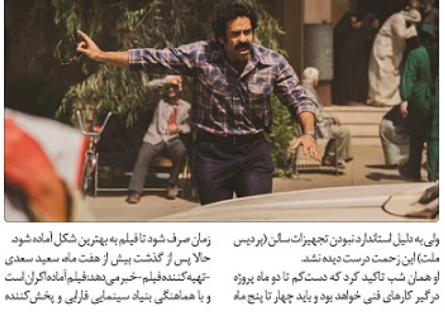 ولی به دلیل استاندارد نبودن تجهیزات سالن (پردیس
ملت) این زحمت درست دیده نشد.
او همان شب تاکید کرد که دست‌کم تا دو ماه پروژه
درگیر کارهای فنی خواهد بود و باید چهار تا پنج ماه
زمان صرف شود تا فیلم به بهترین شکل آماده شود.
حالا پس از گذشت بیش از هفت ماه، سعید سعدی
-تهیه‌کننده فیلم- خبر می‌دهد: فیلم آماده اکران است
و با هماهنگی بنیاد سینمایی فارابی و پخش‌کننده